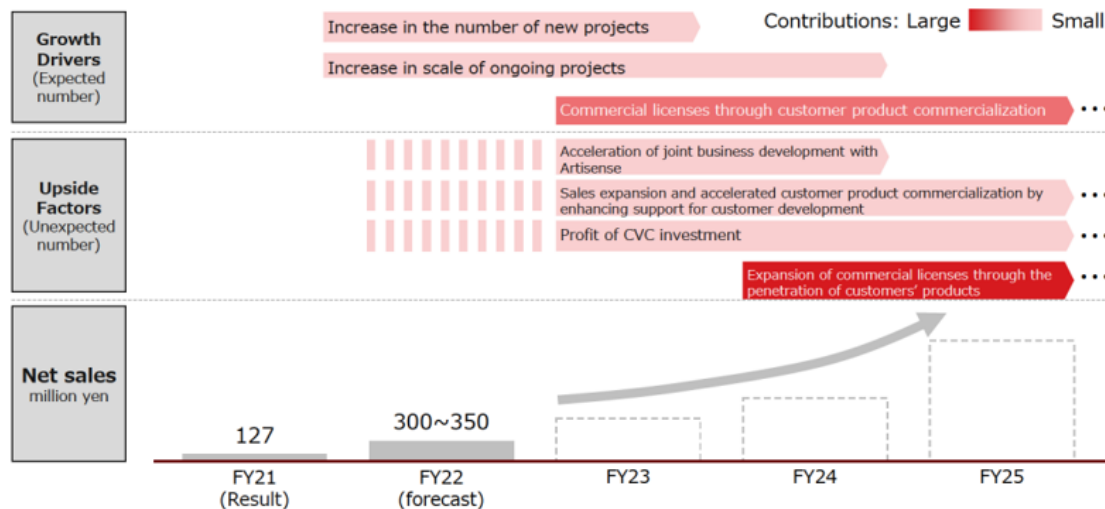 Contributions: Large Small
Growth
Drivers
(Expected
number)
Increase in the number of new projects
Increase in scale of ongoing projects
Commercial licenses through customer product commercialization
Upside
Factors
(Unexpected
number)
Acceleration of joint business development with
Artisense
Sales expansion and accelerated customer product commercialization by
enhancing support for customer development
Profit of CVC investment
Expansion of commercial licenses through the
penetration of customers' products
Net sales
million yen
127
300~350
FY21
(Result)
FY22
(forecast)
FY23
FY24
FY25